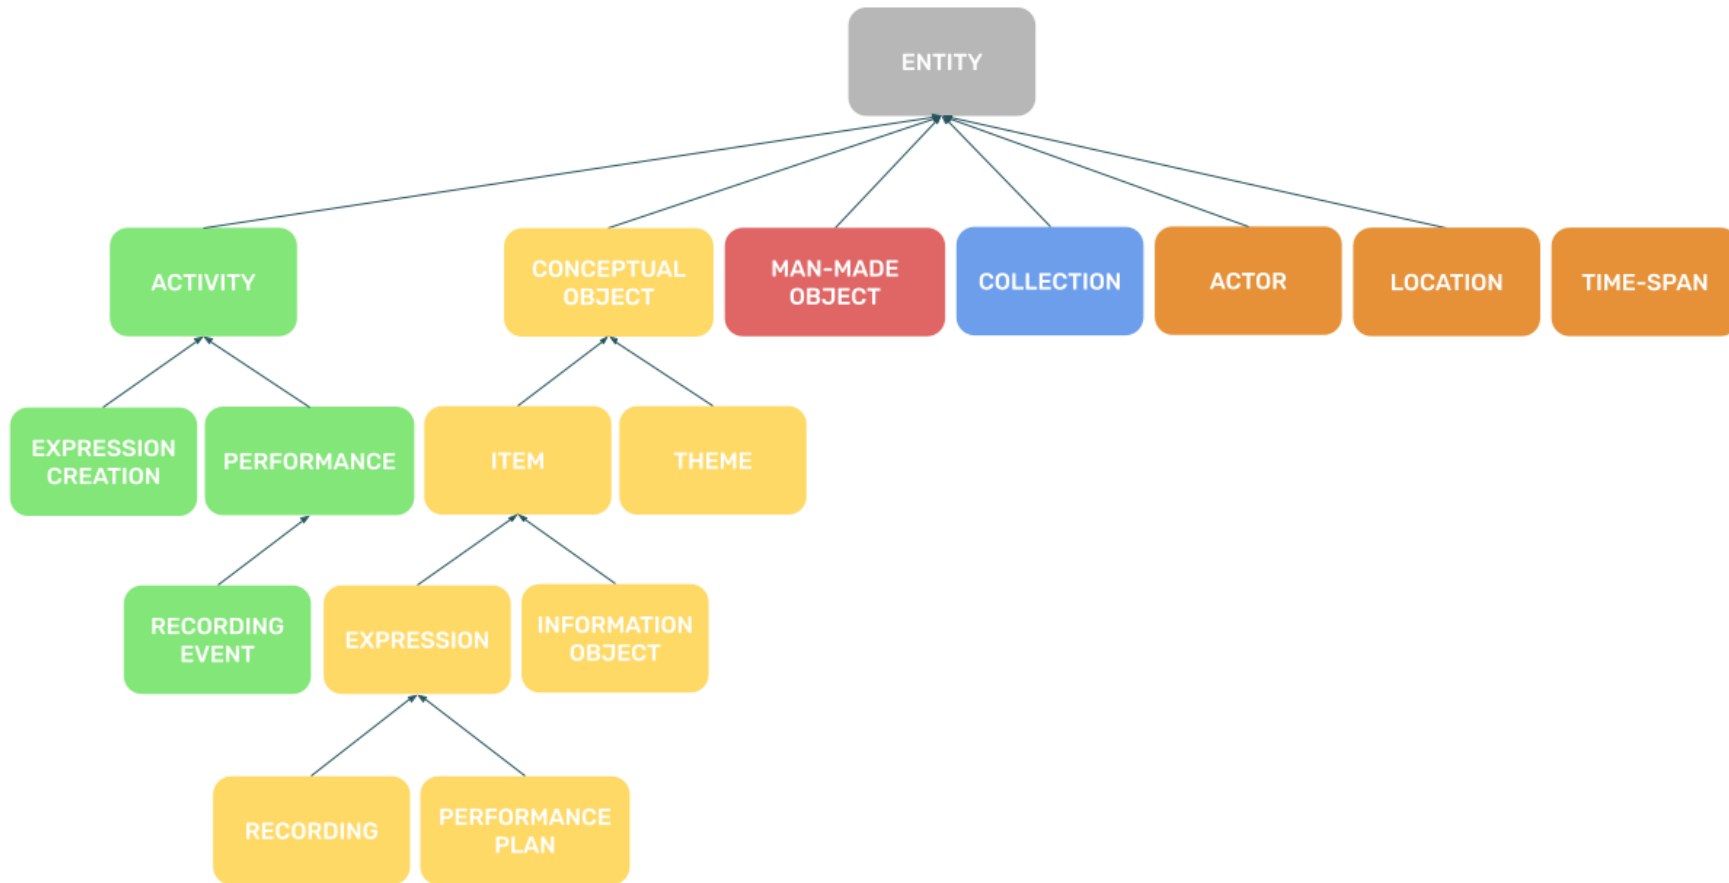 ENTITY
ACTIVITY
CONCEPTUAL
OBJECT
MAN-MADE
OBJECT
COLLECTION
ACTOR
LOCATION
TIME-SPAN
EXPRESSION
CREATION
PERFORMANCE
ITEM
THEME
RECORDING
EVENT
EXPRESSION
INFORMATION
OBJECT
RECORDING
PERFORMANCE
PLAN